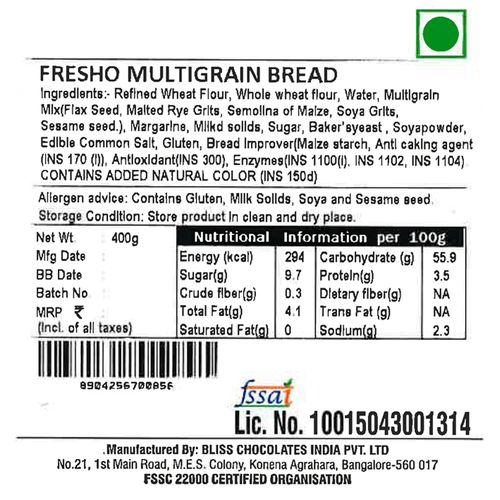 FRESHO MULTIGRAIN BREAD
Ingredients:- Refined Wheat Flour, Whole wheat flour, Water, Multigrain
Mix(Flax Seed, Malted Rye Grits, Semolina of Maize, Soya Grits,
Sesame seed.), Margarine, Milkd solids, Sugar, Baker'syeast , Soyapowder,
Edible Common Salt, Gluten, Bread Improver(Maize starch, Anti caking agent
(INS 170 (i)), Antioxidant(INS 300), Enzymes(INS 1100(i), INS 1102, INS 1104)
CONTAINS ADDED NATURAL COLOR (INS 150d)
Allergen advice: Contains Gluten, Milk Solids, Soya and Sesame seed.
Storage Condition: Store product in clean and dry place.
Net Wt 400g
Mfg Date :
BB Date :
Batch No
MRP ₹ :
(Incl. of all taxes)
Nutritional Information per 100g
Energy (kcal) 294 Carbohydrate (g) 55.9
Sugar(g) 9.7 Protein(g) 3.5
Crude fiber(g) 0.3 Dietary fiber(g) NA
Total Fat(g) 4.1 Trans Fat (g) NA
Saturated Fat(g) 0 Sodium(g) 2.3
8904256700856
fssai
Lic. No. 10015043001314
Manufactured By: BLISS CHOCOLATES INDIA PVT. LTD
No.21, 1st Main Road, M.E.S. Colony, Konena Agrahara, Bangalore-560 017
FSSC 22000 CERTIFIED ORGANISATION